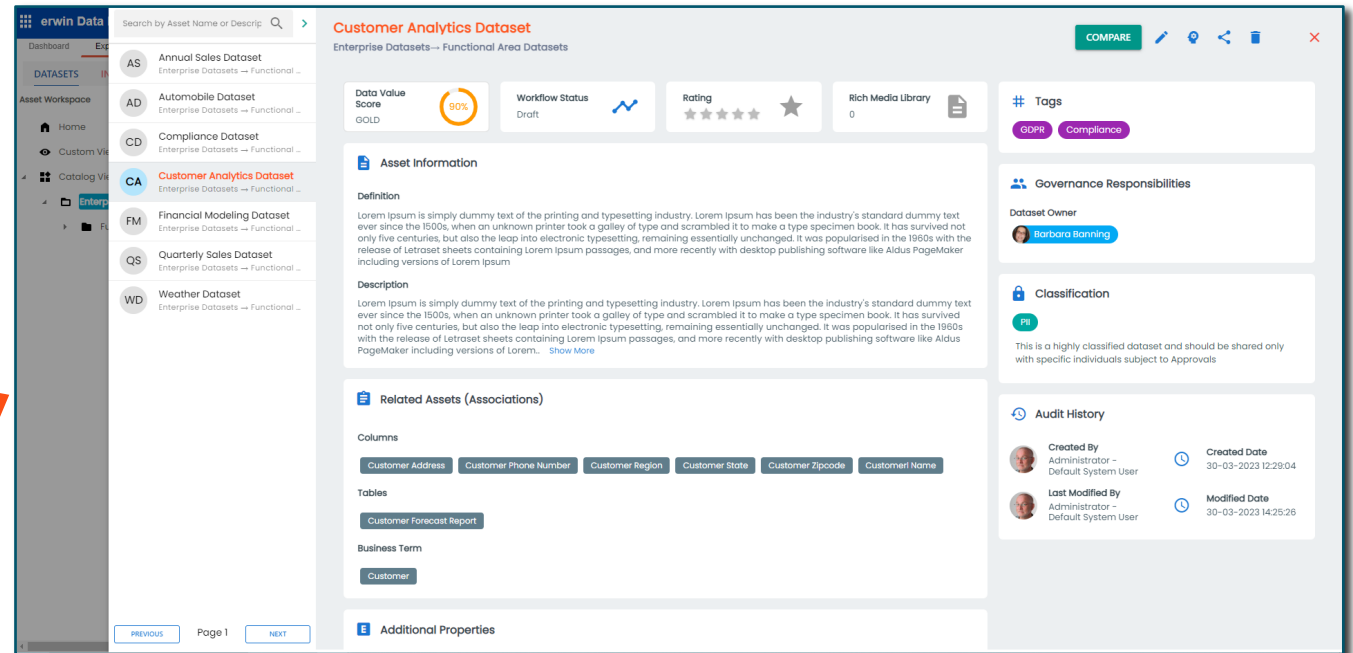 erwin Data
Dashboard
DATASETS
Asset Workspace
Home
Custom Vie
Catalog Vie
Enterp
Search by Asset Name or Descrip
AS
Annual Sales Dataset
Enterprise Datasets → Functional ...
AD
Automobile Dataset
Enterprise Datasets → Functional ...
CD
Compliance Dataset
Enterprise Datasets → Functional ...
CA
Customer Analytics Dataset
Enterprise Datasets → Functional ...
FM
Financial Modeling Dataset
Enterprise Datasets → Functional ...
QS
Quarterly Sales Dataset
Enterprise Datasets → Functional ...
WD
Weather Dataset
Enterprise Datasets → Functional ...
PREVIOUS Page 1 NEXT
Customer Analytics Dataset
Enterprise Datasets→ Functional Area Datasets
COMPARE
Data Value
Score
GOLD
90%
Workflow Status
Draft
Rating
Rich Media Library
0
Asset Information
Definition
Lorem Ipsum is simply dummy text of the printing and typesetting industry. Lorem Ipsum has been the industry's standard dummy text
ever since the 1500s, when an unknown printer took a galley of type and scrambled it to make a type specimen book. It has survived not
only five centuries, but also the leap into electronic typesetting, remaining essentially unchanged. It was popularised in the 1960s with the
release of Letraset sheets containing Lorem Ipsum passages, and more recently with desktop publishing software like Aldus PageMaker
including versions of Lorem Ipsum
Description
Lorem Ipsum is simply dummy text of the printing and typesetting industry. Lorem Ipsum has been the industry's standard dummy text
ever since the 1500s, when an unknown printer took a galley of type and scrambled it to make a type specimen book. It has survived
not only five centuries, but also the leap into electronic typesetting, remaining essentially unchanged. It was popularised in the 1960s
with the release of Letraset sheets containing Lorem Ipsum passages, and more recently with desktop publishing software like Aldus
PageMaker including versions of Lorem.. Show More
Related Assets (Associations)
Columns
Customer Address Customer Phone Number Customer Region Customer State Customer Zipcode Customerl Name
Tables
Customer Forecast Report
Business Term
Customer
E Additional Properties
# Tags
GDPR Compliance
Governance Responsibilities
Dataset Owner
Barbara Banning
Classification
PII
This is a highly classified dataset and should be shared only
with specific individuals subject to Approvals
Audit History
Created By
Administrator -
Default System User
Created Date
30-03-2023 12:29:04
Last Modified By
Administrator -
Default System User
Modified Date
30-03-2023 14:25:26